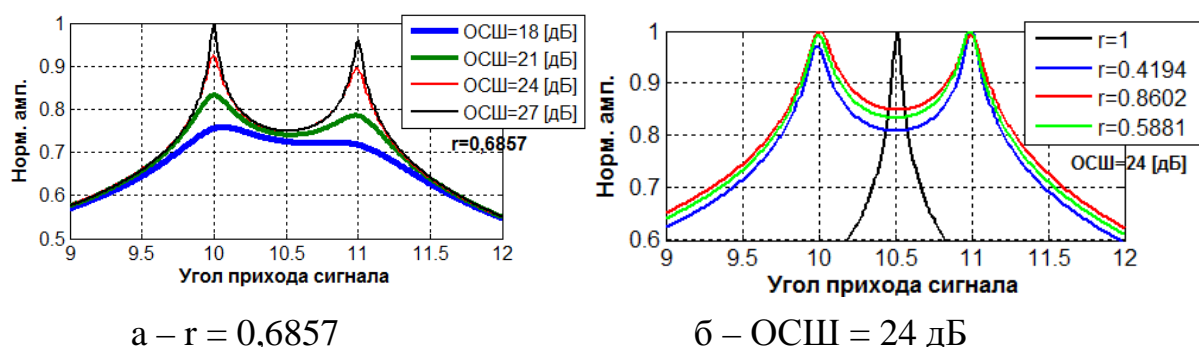 ОСШ=18 [дБ]
ОСШ=21 [дБ]
ОСШ=24 [дБ]
ОСШ=27 [дБ]
r=0.6857
Норм. амп.
1
0.9
0.8
0.7
0.6
0.5
9 9.5 10 10.5 11 11.5 12
Угол прихода сигнала
r=1
r=0.4194
r=0.8602
r=0.5881
ОСШ=24 [дБ]
Норм. амп.
1
0.9
0.8
0.7
0.6
9 9.5 10 10.5 11 11.5 12
Угол прихода сигнала
а – r = 0,6857
б – ОСШ = 24 дБ